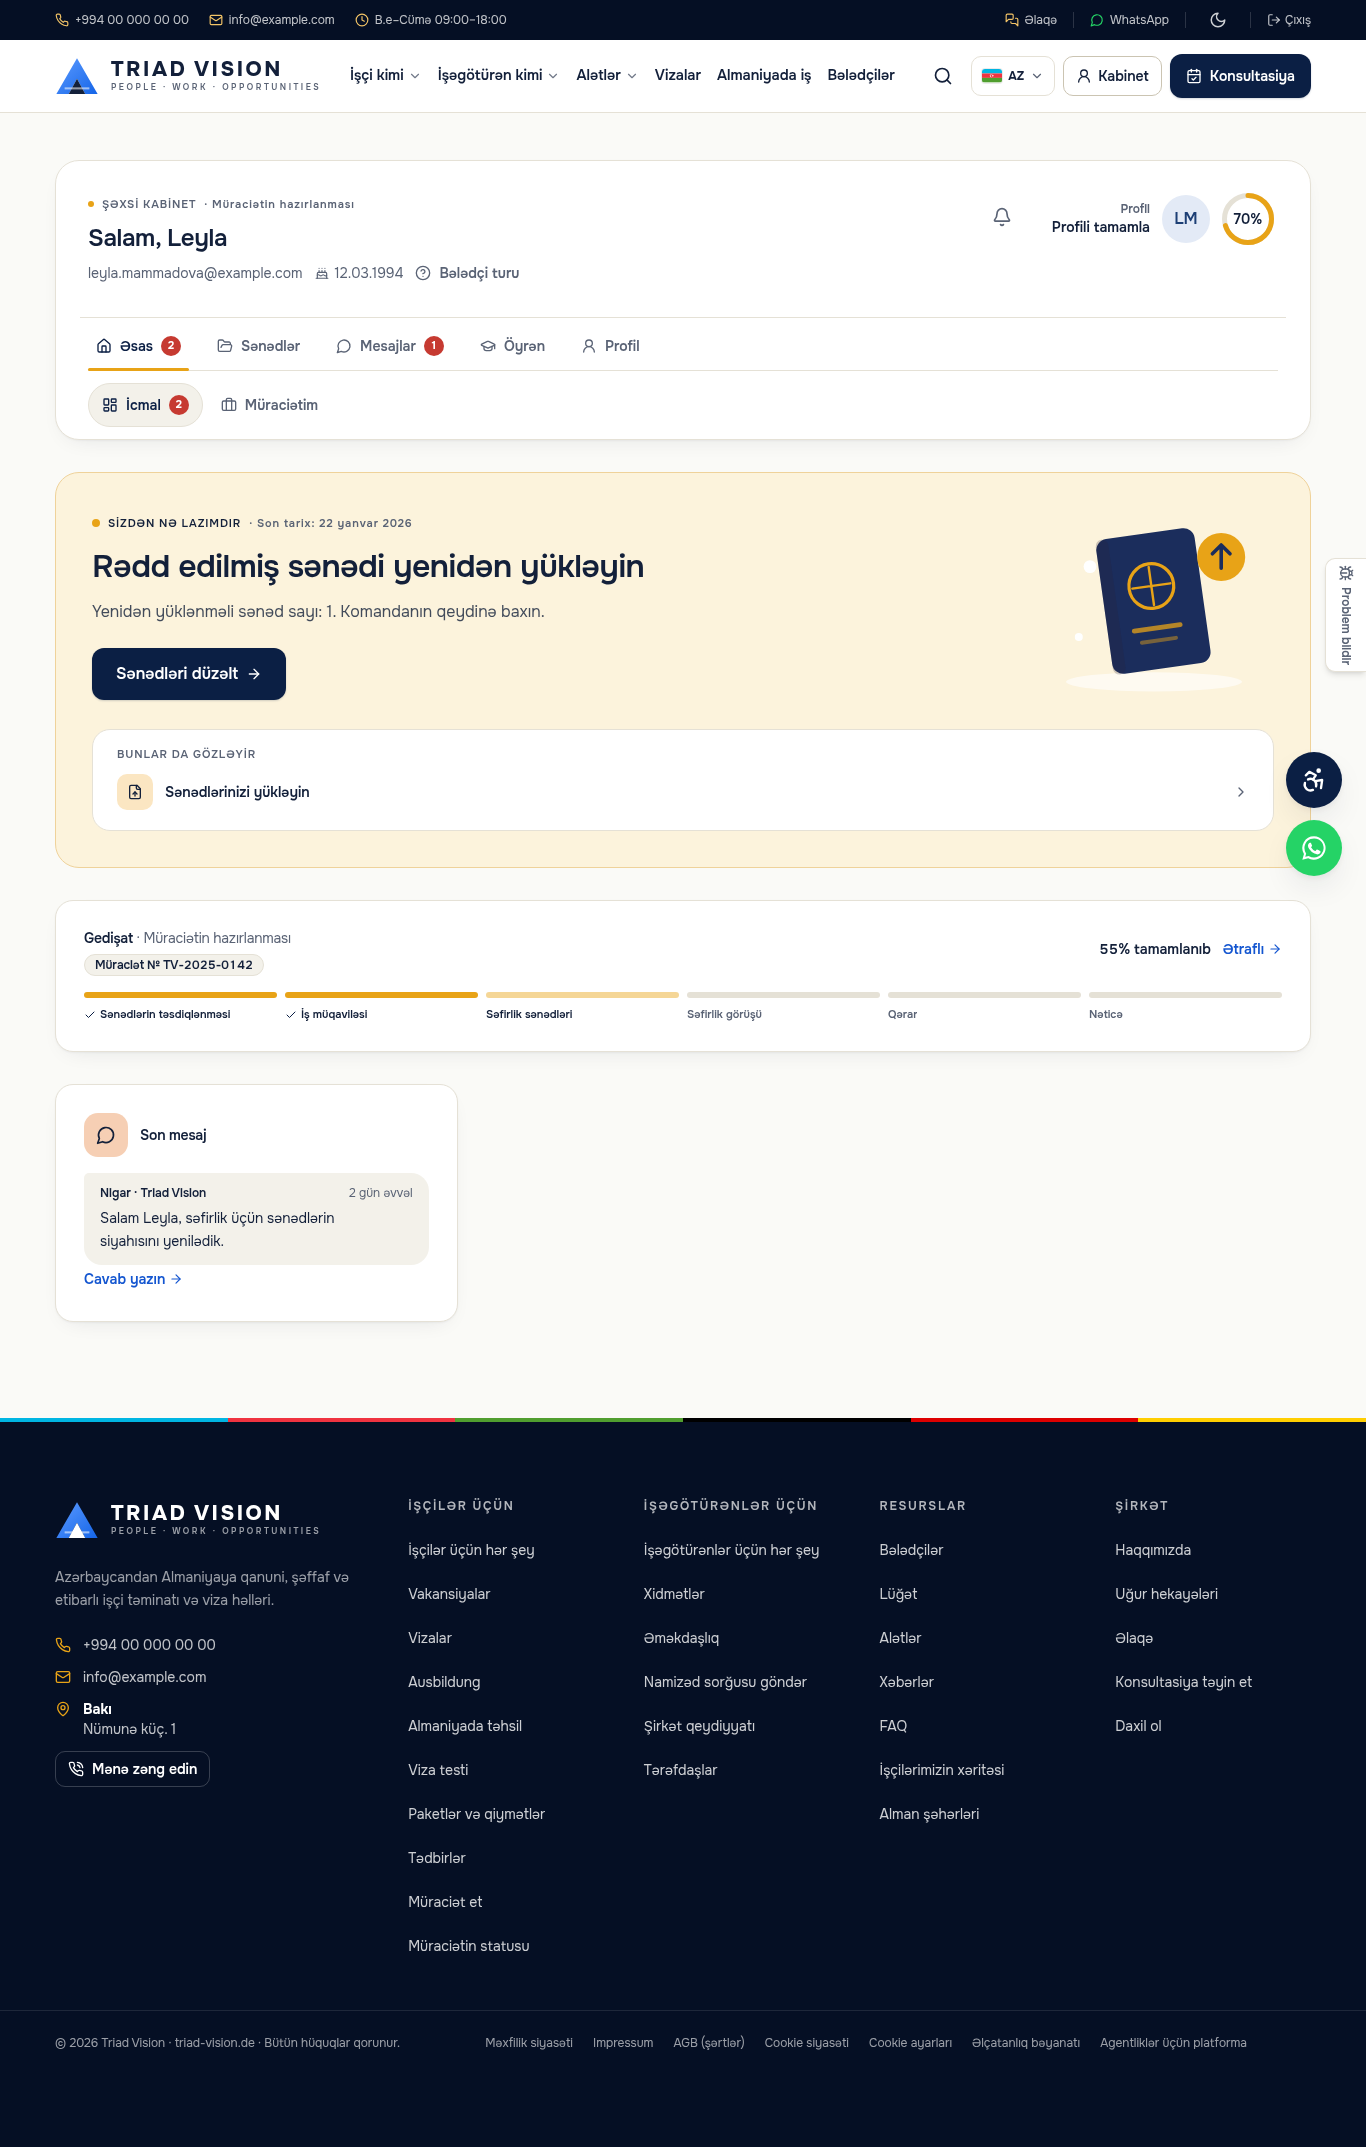 +994 00 000 00 00 info@example.com B.e–Cümə 09:00–18:00 Əlaqə WhatsApp Çıxış
TRIAD VISION
PEOPLE · WORK · OPPORTUNITIES
İşçi kimi İşəgötürən kimi Alətlər Vizalar Almaniyada iş Bələdçilər AZ Kabinet Konsultasiya
ŞƏXSİ KABİNET · Müraciətin hazırlanması
Salam, Leyla
leyla.mammadova@example.com 12.03.1994 Bələdçi turu
Profil
Profili tamamla
LM
70%
Əsas 2 Sənədlər Mesajlar 1 Öyrən Profil
İcmal 2 Müraciətim
SİZDƏN NƏ LAZIMDIR · Son tarix: 22 yanvar 2026
Rədd edilmiş sənədi yenidən yükləyin
Yenidən yüklənməli sənəd sayı: 1. Komandanın qeydinə baxın.
Sənədləri düzəlt
BUNLAR DA GÖZLƏYİR
Sənədlərinizi yükləyin
Problem bildir
Gedişat · Müraciətin hazırlanması
Müraciət № TV-2025-0142
55% tamamlanıb Ətraflı
Sənədlərin təsdiqlənməsi İş müqaviləsi Səfirlik sənədləri Səfirlik görüşü Qərar Nəticə
Son mesaj
Nigar · Triad Vision 2 gün əvvəl
Salam Leyla, səfirlik üçün sənədlərin
siyahısını yenilədik.
Cavab yazın
TRIAD VISION
PEOPLE · WORK · OPPORTUNITIES
Azərbaycandan Almaniyaya qanuni, şəffaf və
etibarlı işçi təminatı və viza həlləri.
+994 00 000 00 00
info@example.com
Bakı
Nümunə küç. 1
Mənə zəng edin
İŞÇİLƏR ÜÇÜN
İşçilər üçün hər şey
Vakansiyalar
Vizalar
Ausbildung
Almaniyada təhsil
Viza testi
Paketlər və qiymətlər
Tədbirlər
Müraciət et
Müraciətin statusu
İŞƏGÖTÜRƏNLƏR ÜÇÜN
İşəgötürənlər üçün hər şey
Xidmətlər
Əməkdaşlıq
Namizəd sorğusu göndər
Şirkət qeydiyyatı
Tərəfdaşlar
RESURSLAR
Bələdçilər
Lüğət
Alətlər
Xəbərlər
FAQ
İşçilərimizin xəritəsi
Alman şəhərləri
ŞİRKƏT
Haqqımızda
Uğur hekayələri
Əlaqə
Konsultasiya təyin et
Daxil ol
© 2026 Triad Vision · triad-vision.de · Bütün hüquqlar qorunur.
Məxfilik siyasəti Impressum AGB (şərtlər) Cookie siyasəti Cookie ayarları Əlçatanlıq bəyanatı Agentliklər üçün platforma